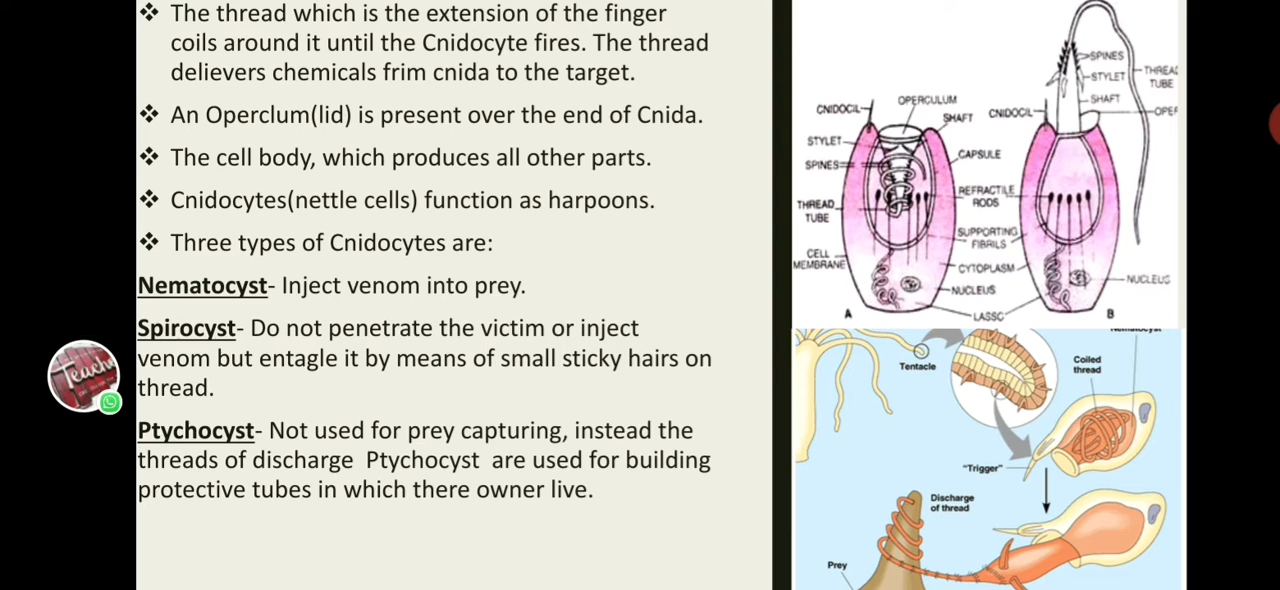 ❖ The thread which is the extension of the finger
coils around it until the Cnidocyte fires. The thread
delievers chemicals frim cnida to the target.
❖ An Operclum(lid) is present over the end of Cnida.
❖ The cell body, which produces all other parts.
❖ Cnidocytes(nettle cells) function as harpoons.
❖ Three types of Cnidocytes are:
Nematocyst- Inject venom into prey.
Spirocyst- Do not penetrate the victim or inject
venom but entagle it by means of small sticky hairs on
thread.
Ptychocyst- Not used for prey capturing, instead the
threads of discharge Ptychocyst are used for building
protective tubes in which there owner live.
CNIDOCIL
OPERCULUM
SHAFT
STYLET
SPINES
CAPSULE
THREAD
TUBE
REFRACTILE
RODS
SUPPORTING
FIBRILS
CELL
MEMBRANE
CYTOPLASM
NUCLEUS
LASSO
A
SPINES
STYLET
THREA
TUBE
SHAFT
CNIDOCIL
OPER
NUCLEUS
B
Tentacle
Coiled
thread
"Trigger"
Discharge
of thread
Prey